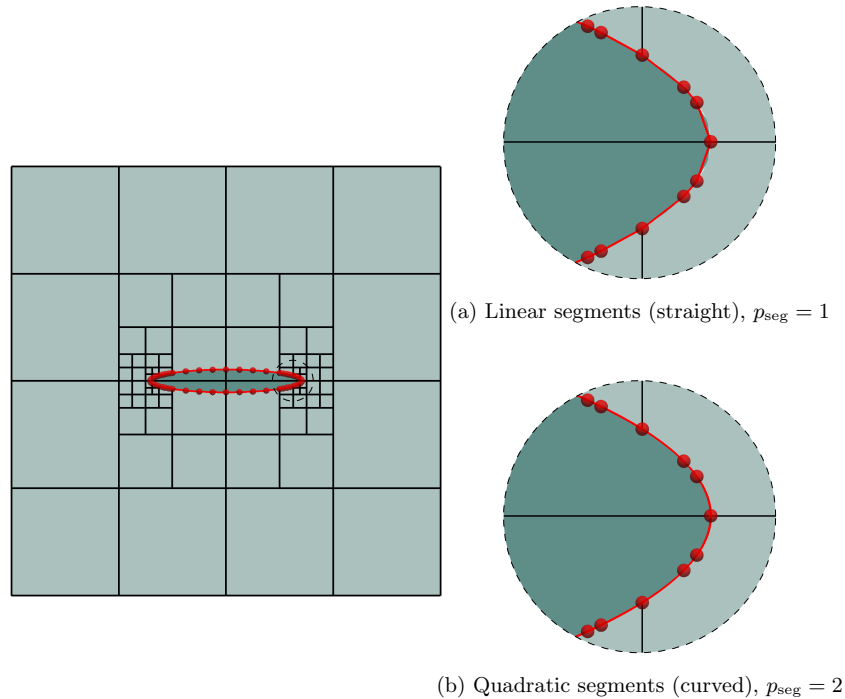 (a) Linear segments (straight), p_seg = 1
(b) Quadratic segments (curved), p_seg = 2